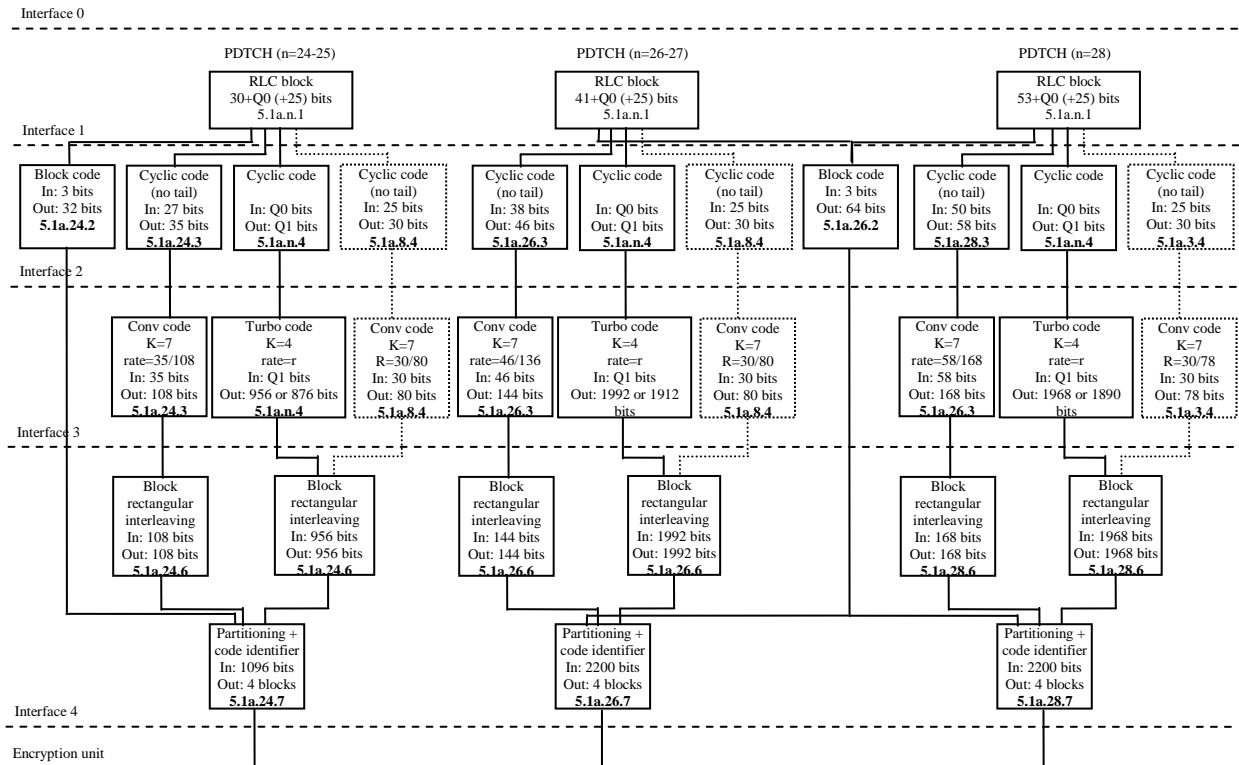 Interface 0
PDTCH (n=24-25)
RLC block
30+Q0 (+25) bits
5.1a.n.1
PDTCH (n=26-27)
RLC block
41+Q0 (+25) bits
5.1a.n.1
PDTCH (n=28)
RLC block
53+Q0 (+25) bits
5.1a.n.1
Interface 1
Block code
In: 3 bits
Out: 32 bits
5.1a.24.2
Cyclic code
(no tail)
In: 27 bits
Out: 35 bits
5.1a.24.3
Cyclic code
In: Q0 bits
Out: Q1 bits
5.1a.n.4
Cyclic code
(no tail)
In: 25 bits
Out: 30 bits
5.1a.8.4
Cyclic code
(no tail)
In: 38 bits
Out: 46 bits
5.1a.26.3
Cyclic code
In: Q0 bits
Out: Q1 bits
5.1a.n.4
Cyclic code
(no tail)
In: 25 bits
Out: 30 bits
5.1a.8.4
Block code
In: 3 bits
Out: 64 bits
5.1a.26.2
Cyclic code
(no tail)
In: 50 bits
Out: 58 bits
5.1a.28.3
Cyclic code
In: Q0 bits
Out: Q1 bits
5.1a.n.4
Cyclic code
(no tail)
In: 25 bits
Out: 30 bits
5.1a.3.4
Interface 2
Conv code
K=7
rate=35/108
In: 35 bits
Out: 108 bits
5.1a.24.3
Turbo code
K=4
rate=r
In: Q1 bits
Out: 956 or 876 bits
5.1a.n.4
Conv code
K=7
R=30/80
In: 30 bits
Out: 80 bits
5.1a.8.4
Conv code
K=7
rate=46/136
In: 46 bits
Out: 144 bits
5.1a.26.3
Turbo code
K=4
rate=r
In: Q1 bits
Out: 1992 or 1912
bits
Conv code
K=7
R=30/80
In: 30 bits
Out: 80 bits
5.1a.8.4
Conv code
K=7
rate=58/168
In: 58 bits
Out: 168 bits
5.1a.26.3
Turbo code
K=4
rate=r
In: Q1 bits
Out: 1968 or 1890
bits
Conv code
K=7
R=30/78
In: 30 bits
Out: 78 bits
5.1a.3.4
Interface 3
Block
rectangular
interleaving
In: 108 bits
Out: 108 bits
5.1a.24.6
Block
rectangular
interleaving
In: 956 bits
Out: 956 bits
5.1a.24.6
Block
rectangular
interleaving
In: 144 bits
Out: 144 bits
5.1a.26.6
Block
rectangular
interleaving
In: 1992 bits
Out: 1992 bits
5.1a.26.6
Block
rectangular
interleaving
In: 168 bits
Out: 168 bits
5.1a.28.6
Block
rectangular
interleaving
In: 1968 bits
Out: 1968 bits
5.1a.28.6
Partitioning +
code identifier
In: 1096 bits
Out: 4 blocks
5.1a.24.7
Partitioning +
code identifier
In: 2200 bits
Out: 4 blocks
5.1a.26.7
Partitioning +
code identifier
In: 2200 bits
Out: 4 blocks
5.1a.28.7
Interface 4
Encryption unit